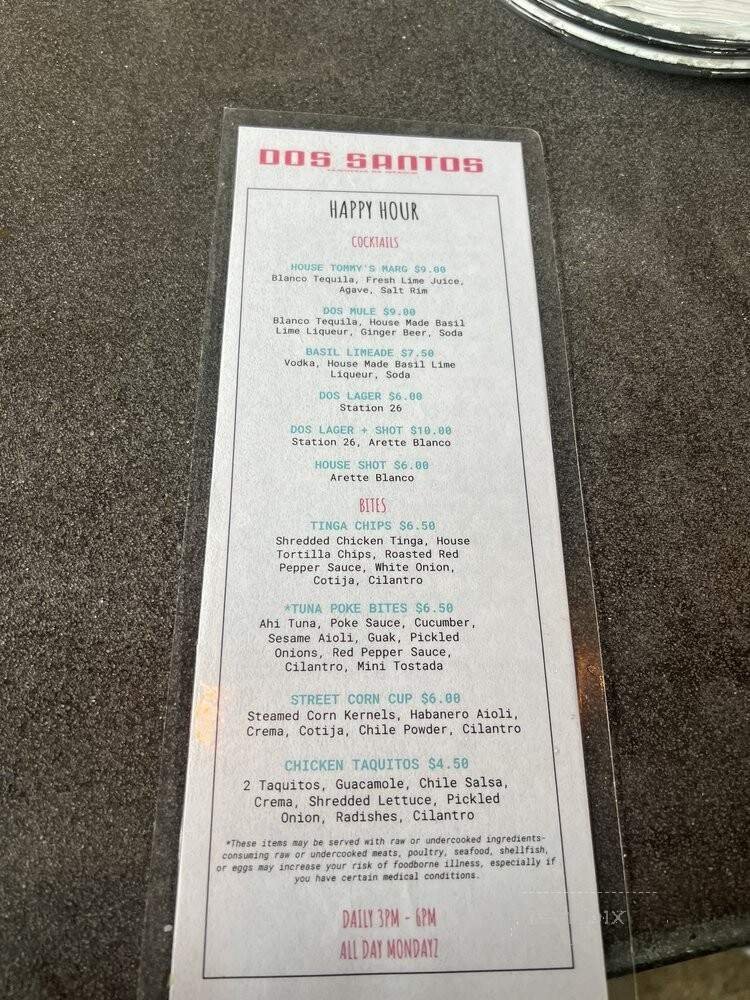 DOS SANTOS
HAPPY HOUR
COCKTAILS
HOUSE TOMMY'S MARG $9.00
Blanco Tequila, Fresh Lime Juice,
Agave, Salt Rim
DOS MULE $9.00
Blanco Tequila, House Made Basil
Lime Liqueur, Ginger Beer, Soda
BASIL LIMEADE $7.50
Vodka, House Made Basil Lime
Liqueur, Soda
DOS LAGER $6.00
Station 26
DOS LAGER + SHOT $10.00
Station 26, Arette Blanco
HOUSE SHOT $6.00
Arette Blanco
BITES
TINGA CHIPS $6.50
Shredded Chicken Tinga, House
Tortilla Chips, Roasted Red
Pepper Sauce, White Onion,
Cotija, Cilantro
*TUNA POKE BITES $6.50
Ahi Tuna, Poke Sauce, Cucumber,
Sesame Aioli, Guak, Pickled
Onions, Red Pepper Sauce,
Cilantro, Mini Tostada
STREET CORN CUP $6.00
Steamed Corn Kernels, Habanero Aioli,
Crema, Cotija, Chile Powder, Cilantro
CHICKEN TAQUITOS $4.50
2 Taquitos, Guacamole, Chile Salsa,
Crema, Shredded Lettuce, Pickled
Onion, Radishes, Cilantro
*These items may be served with raw or undercooked ingredients-
consuming raw or undercooked meats, poultry, seafood, shellfish,
or eggs may increase your risk of foodborne illness, especially if
you have certain medical conditions.
DAILY 3PM - 6PM
ALL DAY MONDAYZ